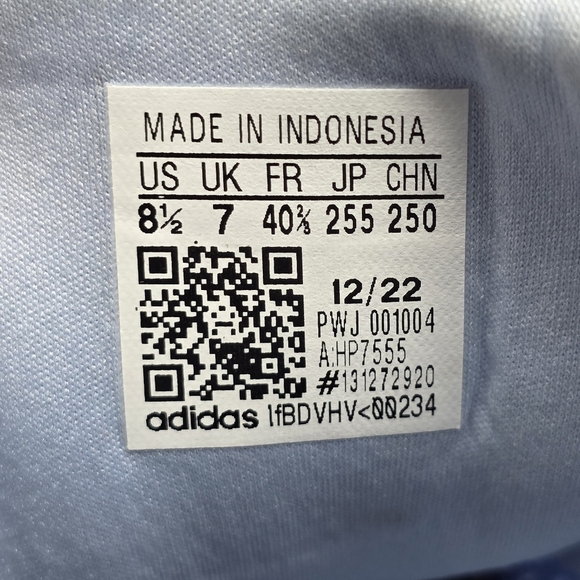 MADE IN INDONESIA
US UK FR JP CHN
8½ 7 40⅔ 255 250
12/22
PWJ 001004
A:HP7555
#131272920
adidas lfBDVHV<00234